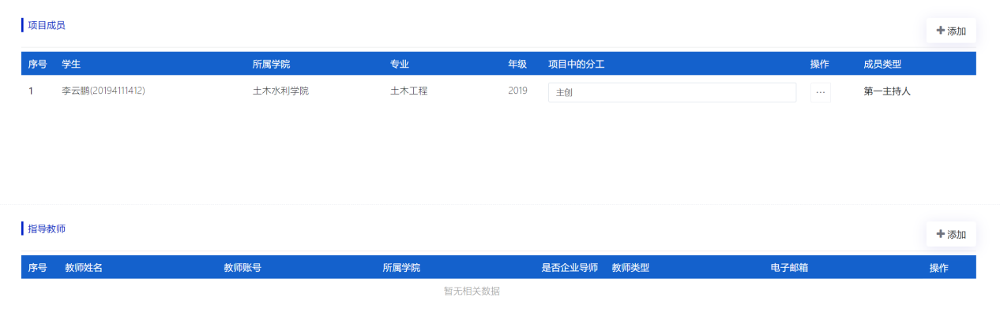 项目成员
添加
序号 学生 所属学院 专业 年级 项目中的分工 操作 成员类型
1 李云鹏(20194111412) 土木水利学院 土木工程 2019 主创 ... 第一主持人
指导教师
添加
序号 教师姓名 教师账号 所属学院 是否企业导师 教师类型 电子邮箱 操作
暂无相关数据